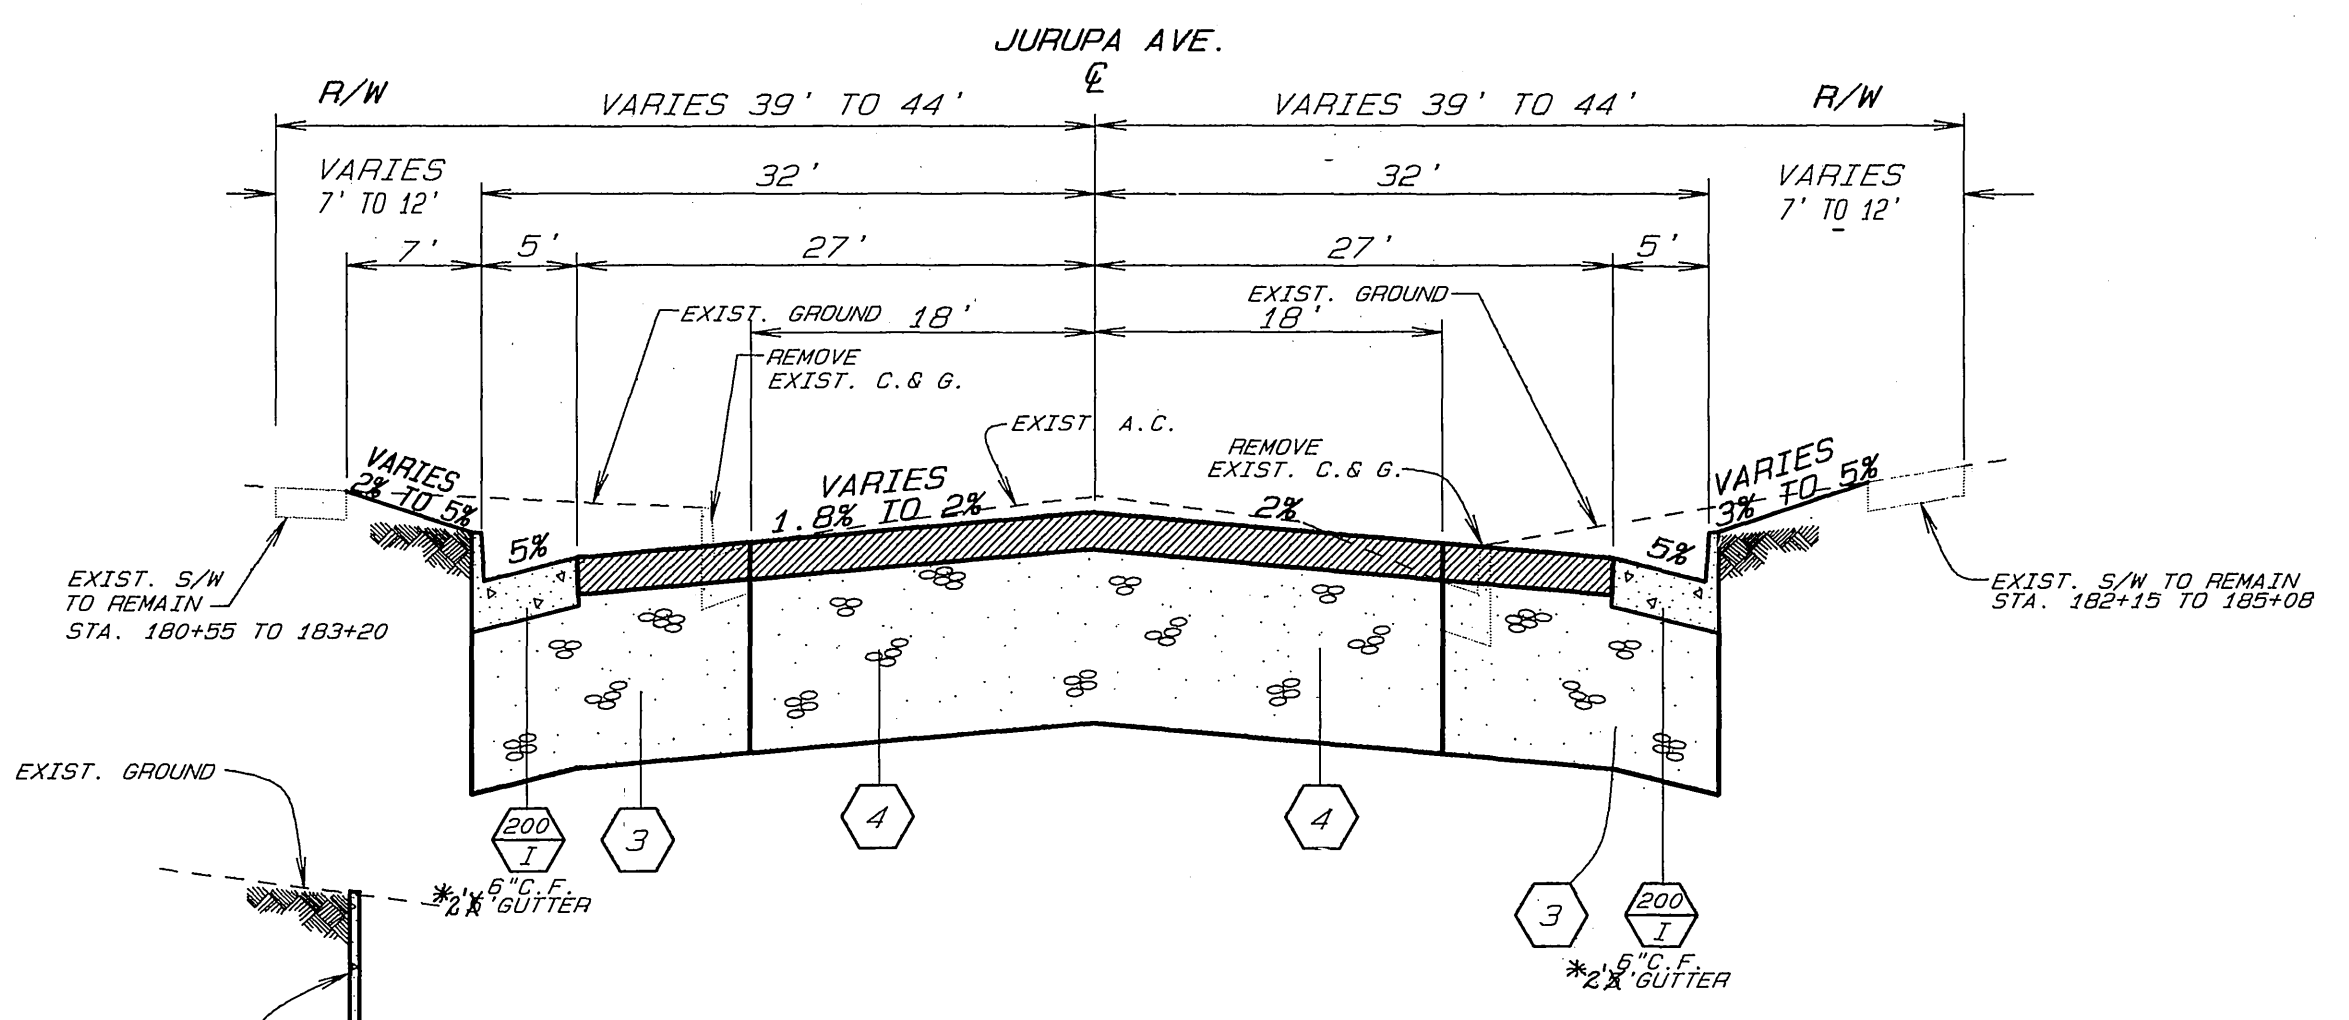 JURUPA AVE.
℄
R/W
VARIES 39' TO 44'
VARIES 39' TO 44'
R/W
VARIES
7' TO 12'
32'
32'
VARIES
7' TO 12'
7'
5'
27'
27'
5'
EXIST. GROUND
18'
EXIST. GROUND
18'
REMOVE
EXIST. C.& G.
EXIST. A.C.
REMOVE
EXIST. C.& G.
VARIES
2% TO 5%
5%
VARIES
1.8% TO 2%
2%
5%
VARIES
3% TO 5%
EXIST. S/W
TO REMAIN
STA. 180+55 TO 183+20
EXIST. S/W TO REMAIN
STA. 182+15 TO 185+08
EXIST. GROUND
200
I
3
4
4
6"C.F.
*2' GUTTER
3
200
I
6"C.F.
*2' GUTTER